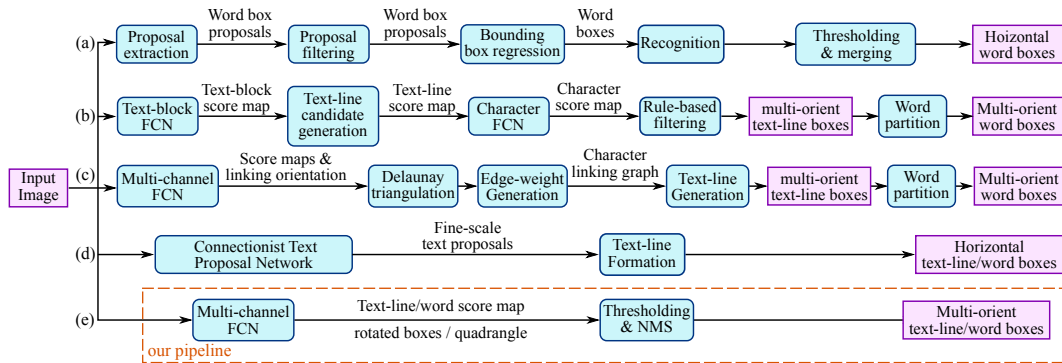 Input
Image
(a)
Proposal
extraction
Word box
proposals
Proposal
filtering
Word box
proposals
Bounding
box regression
Word
boxes
Recognition
Thresholding
& merging
Hoizontal
word boxes
(b)
Text-block
FCN
Text-block
score map
Text-line
candidate
generation
Text-line
score map
Character
FCN
Character
score map
Rule-based
filtering
multi-orient
text-line boxes
Word
partition
Multi-orient
word boxes
(c)
Multi-channel
FCN
Score maps &
linking orientation
Delaunay
triangulation
Edge-weight
Generation
Character
linking graph
Text-line
Generation
multi-orient
text-line boxes
Word
partition
Multi-orient
word boxes
(d)
Connectionist Text
Proposal Network
Fine-scale
text proposals
Text-line
Formation
Horizontal
text-line/word boxes
(e)
Multi-channel
FCN
Text-line/word score map
rotated boxes / quadrangle
Thresholding
& NMS
Multi-orient
text-line/word boxes
our pipeline